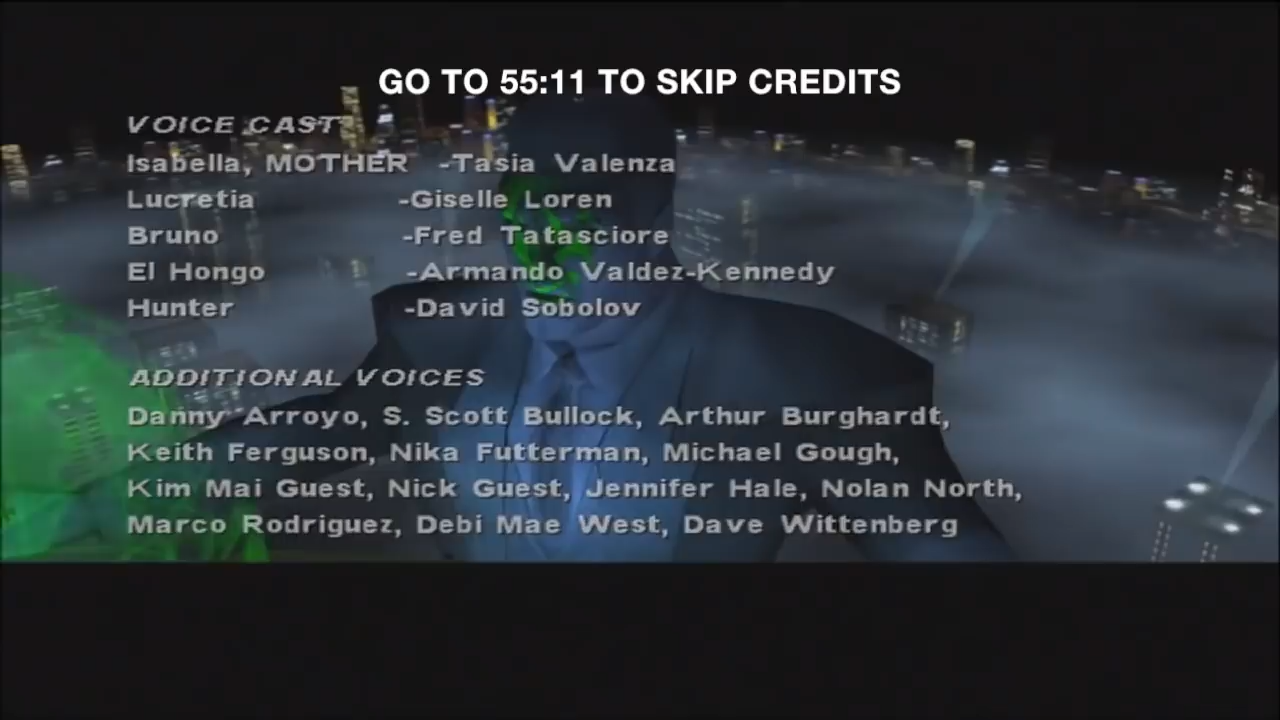 GO TO 55:11 TO SKIP CREDITS
VOICE CAST
Isabella, MOTHER -Tasia Valenza
Lucretia -Giselle Loren
Bruno -Fred Tatasciore
El Hongo -Armando Valdez-Kennedy
Hunter -David Sobolov
ADDITIONAL VOICES
Danny Arroyo, S. Scott Bullock, Arthur Burghardt,
Keith Ferguson, Nika Futterman, Michael Gough,
Kim Mai Guest, Nick Guest, Jennifer Hale, Nolan North,
Marco Rodriguez, Debi Mae West, Dave Wittenberg